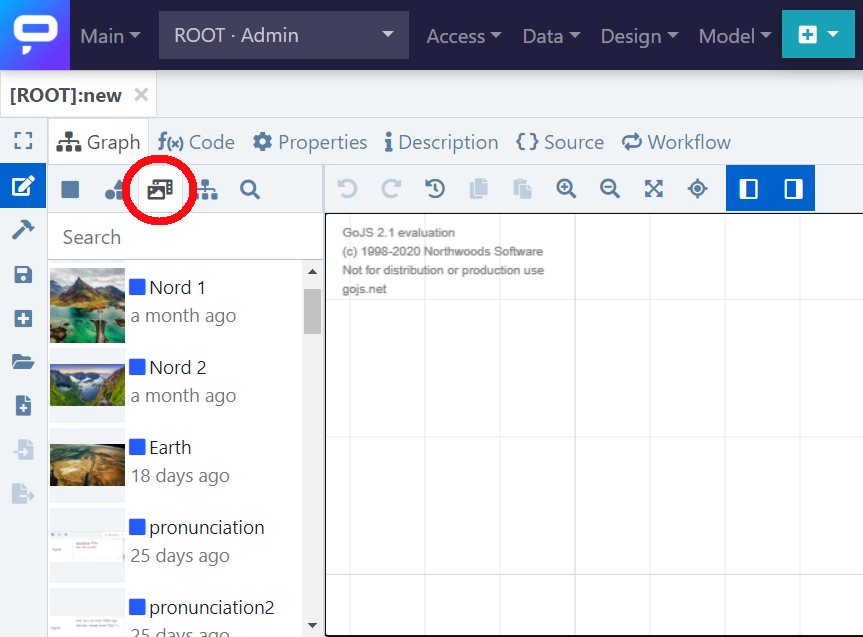 Main
ROOT · Admin
Access
Data
Design
Model
[ROOT]:new
Graph
f(x) Code
Properties
Description
{} Source
Workflow
Search
GoJS 2.1 evaluation
(c) 1998-2020 Northwoods Software
Not for distribution or production use
gojs.net
Nord 1
a month ago
Nord 2
a month ago
Earth
18 days ago
pronunciation
25 days ago
pronunciation2
25 days ago